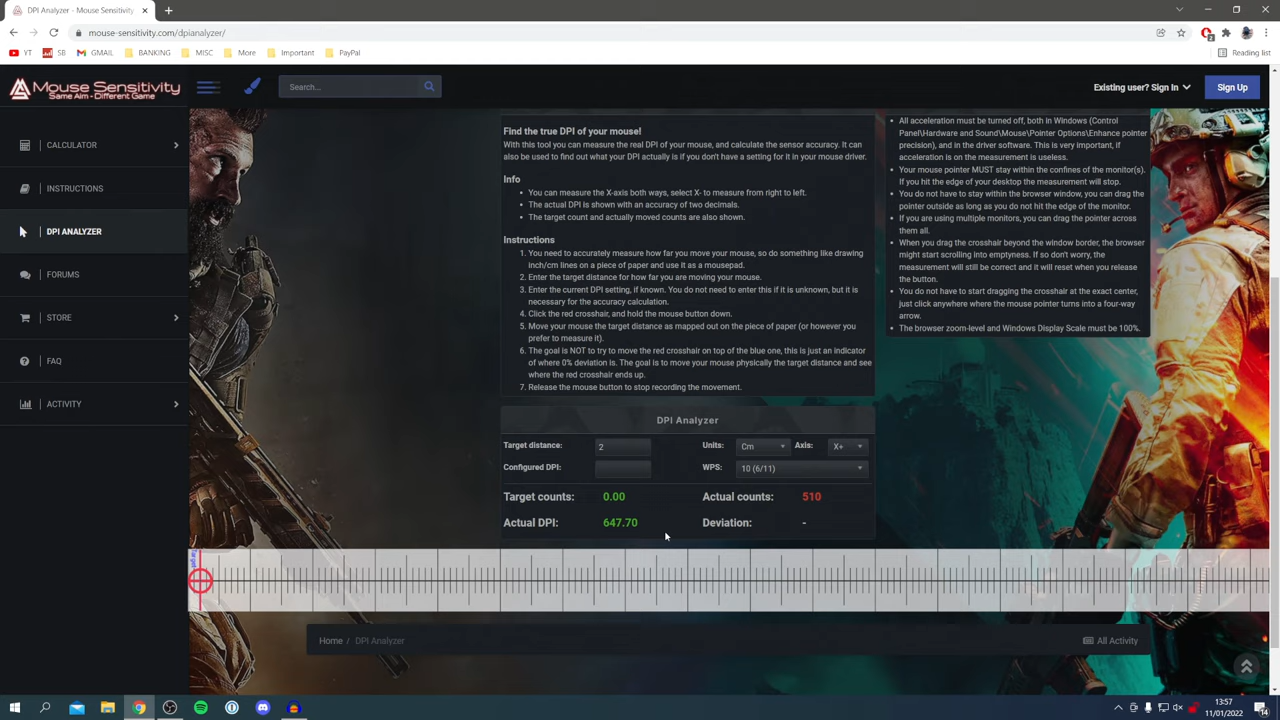 DPI Analyzer - Mouse Sensitivity
mouse-sensitivity.com/dpianalyzer/
2
YT
SB
GMAIL
BANKING
MISC
More
Important
PayPal
Reading list
Mouse Sensitivity
Same Aim - Different Game
Search...
Existing user? Sign In
Sign Up
CALCULATOR
INSTRUCTIONS
DPI ANALYZER
FORUMS
STORE
FAQ
ACTIVITY
Find the true DPI of your mouse!
With this tool you can measure the real DPI of your mouse, and calculate the sensor accuracy. It can
also be used to find out what your DPI actually is if you don't have a setting for it in your mouse driver.
Info
You can measure the X-axis both ways, select X- to measure from right to left.
The actual DPI is shown with an accuracy of two decimals.
The target count and actually moved counts are also shown.
Instructions
1. You need to accurately measure how far you move your mouse, so do something like drawing
inch/cm lines on a piece of paper and use it as a mousepad.
2. Enter the target distance for how far you are moving your mouse.
3. Enter the current DPI setting, if known. You do not need to enter this if it is unknown, but it is
necessary for the accuracy calculation.
4. Click the red crosshair, and hold the mouse button down.
5. Move your mouse the target distance as mapped out on the piece of paper (or however you
prefer to measure it).
6. The goal is NOT to try to move the red crosshair on top of the blue one, this is just an indicator
of where 0% deviation is. The goal is to move your mouse physically the target distance and see
where the red crosshair ends up.
7. Release the mouse button to stop recording the movement.
All acceleration must be turned off, both in Windows (Control
Panel\Hardware and Sound\Mouse\Pointer Options\Enhance pointer
precision), and in the driver software. This is very important, if
acceleration is on the measurement is useless.
Your mouse pointer MUST stay within the confines of the monitor(s).
If you hit the edge of your desktop the measurement will stop.
You do not have to stay within the browser window, you can drag the
pointer outside as long as you do not hit the edge of the monitor.
If you are using multiple monitors, you can drag the pointer across
them all.
When you drag the crosshair beyond the window border, the browser
might start scrolling into emptyness. If so don't worry, the
measurement will still be correct and it will reset when you release
the button.
You do not have to start dragging the crosshair at the exact center,
just click anywhere where the mouse pointer turns into a four-way
arrow.
The browser zoom-level and Windows Display Scale must be 100%.
DPI Analyzer
Target distance: 2 Units: Cm Axis: X+
Configured DPI: WPS: 10 (6/11)
Target counts: 0.00 Actual counts: 510
Actual DPI: 647.70 Deviation: -
Target
Home / DPI Analyzer
All Activity
13:57
11/01/2022
14